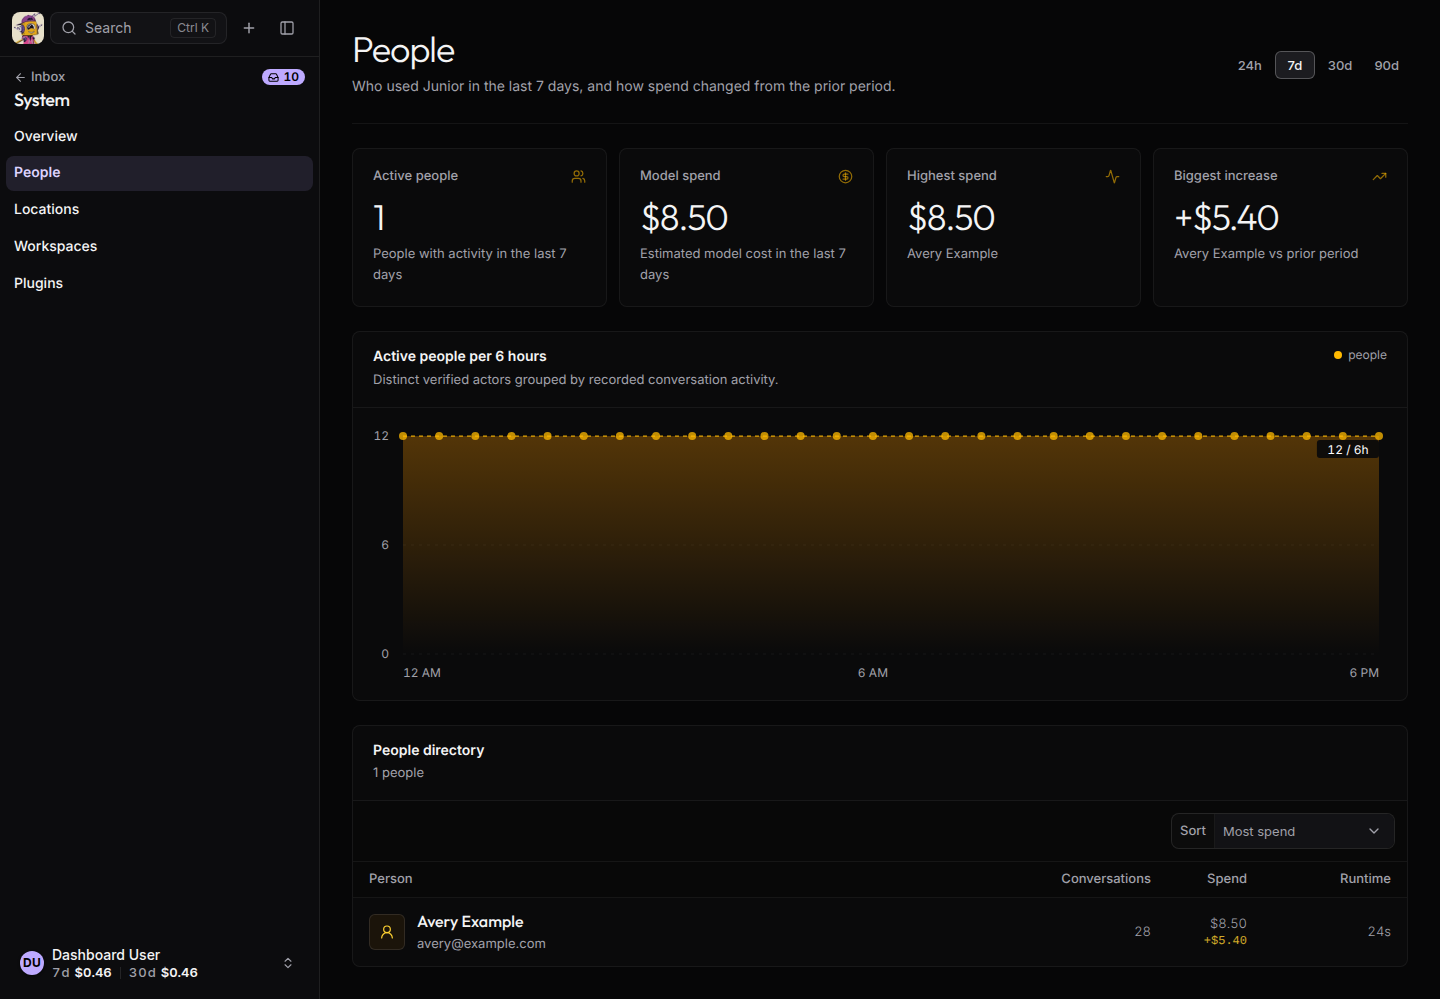 Search
Ctrl K
Inbox
10
System
Overview
People
Locations
Workspaces
Plugins
DU
Dashboard User
7d $0.46 30d $0.46
People
Who used Junior in the last 7 days, and how spend changed from the prior period.
24h
7d
30d
90d
Active people
1
People with activity in the last 7
days
Model spend
$8.50
Estimated model cost in the last 7
days
Highest spend
$8.50
Avery Example
Biggest increase
+$5.40
Avery Example vs prior period
Active people per 6 hours
Distinct verified actors grouped by recorded conversation activity.
people
12
12 / 6h
6
0
12 AM
6 AM
6 PM
People directory
1 people
Sort
Most spend
Person
Conversations
Spend
Runtime
Avery Example
avery@example.com
28
$8.50
+$5.40
24s